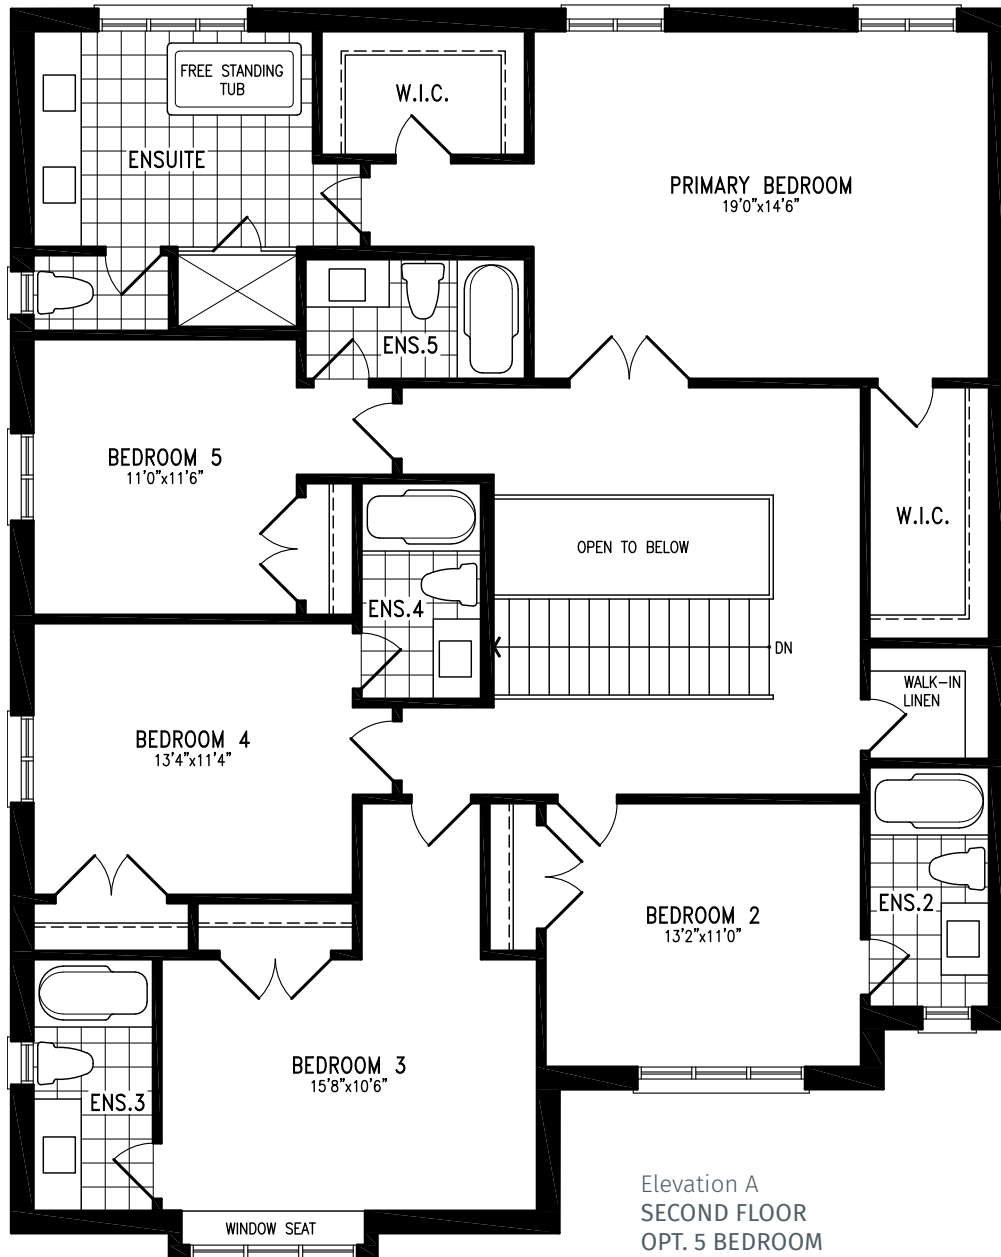 FREE STANDING
TUB
W.I.C.
ENSUITE
PRIMARY BEDROOM
19'0"x14'6"
ENS.5
BEDROOM 5
11'0"x11'6"
W.I.C.
OPEN TO BELOW
ENS.4
DN
WALK-IN
LINEN
BEDROOM 4
13'4"x11'4"
BEDROOM 2
13'2"x11'0"
ENS.2
BEDROOM 3
15'8"x10'6"
ENS.3
WINDOW SEAT
Elevation A
SECOND FLOOR
OPT. 5 BEDROOM